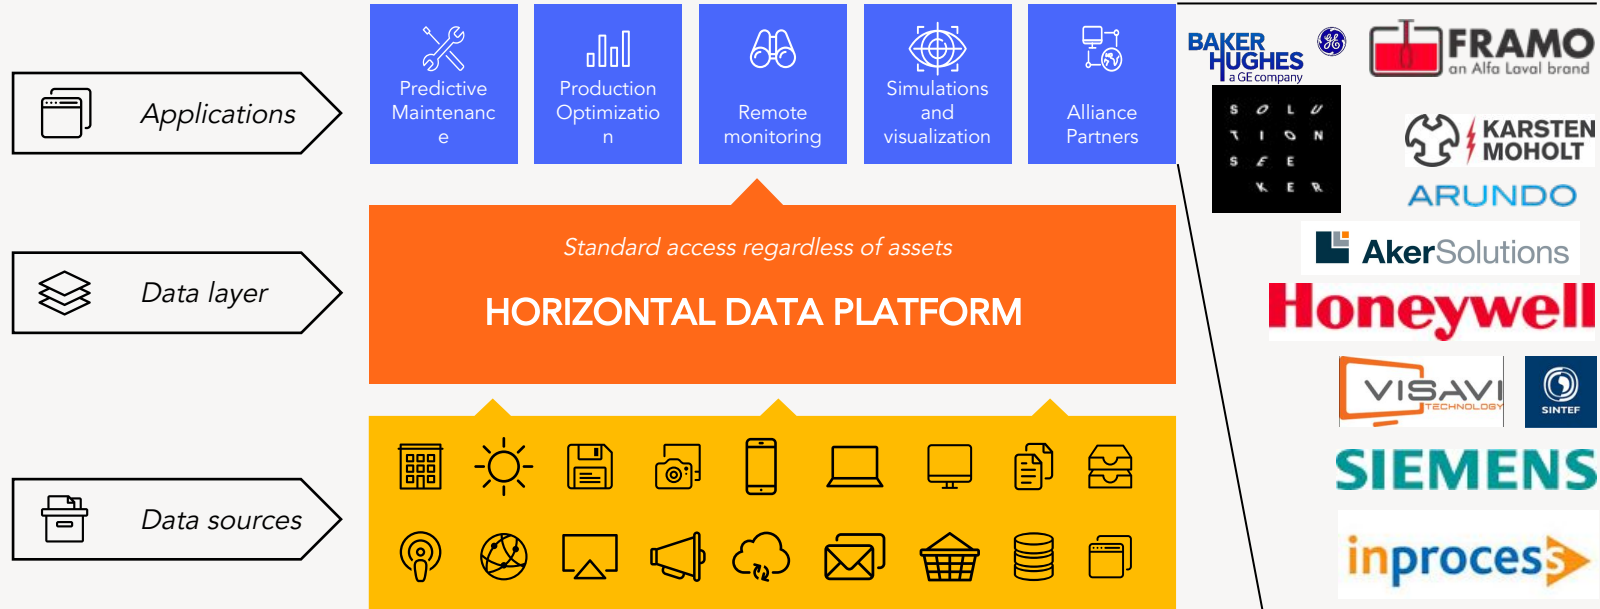 Applications
Predictive
Maintenanc
e
Production
Optimizatio
n
Remote
monitoring
Simulations
and
visualization
Alliance
Partners
Data layer
Standard access regardless of assets
HORIZONTAL DATA PLATFORM
Data sources
BAKER
HUGHES
a GE company
GE
FRAMO
an Alfa Laval brand
S O L U
T I O N
S E E
K E R
KARSTEN
MOHOLT
ARUNDO
AkerSolutions
Honeywell
VISAVI
TECHNOLOGY
SINTEF
SIEMENS
inprocess